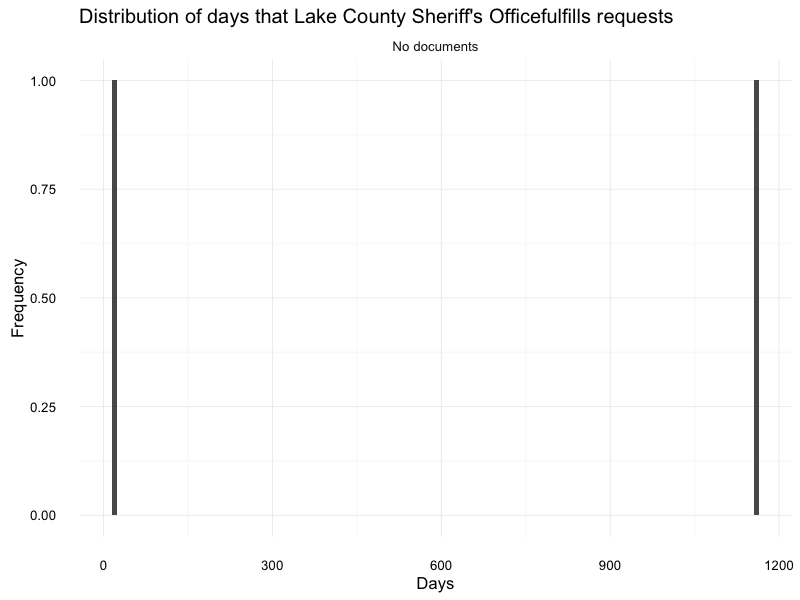 Distribution of days that Lake County Sheriff's Officefulfills requests
No documents
1.00
0.75
0.50
0.25
0.00
Frequency
0 300 600 900 1200
Days